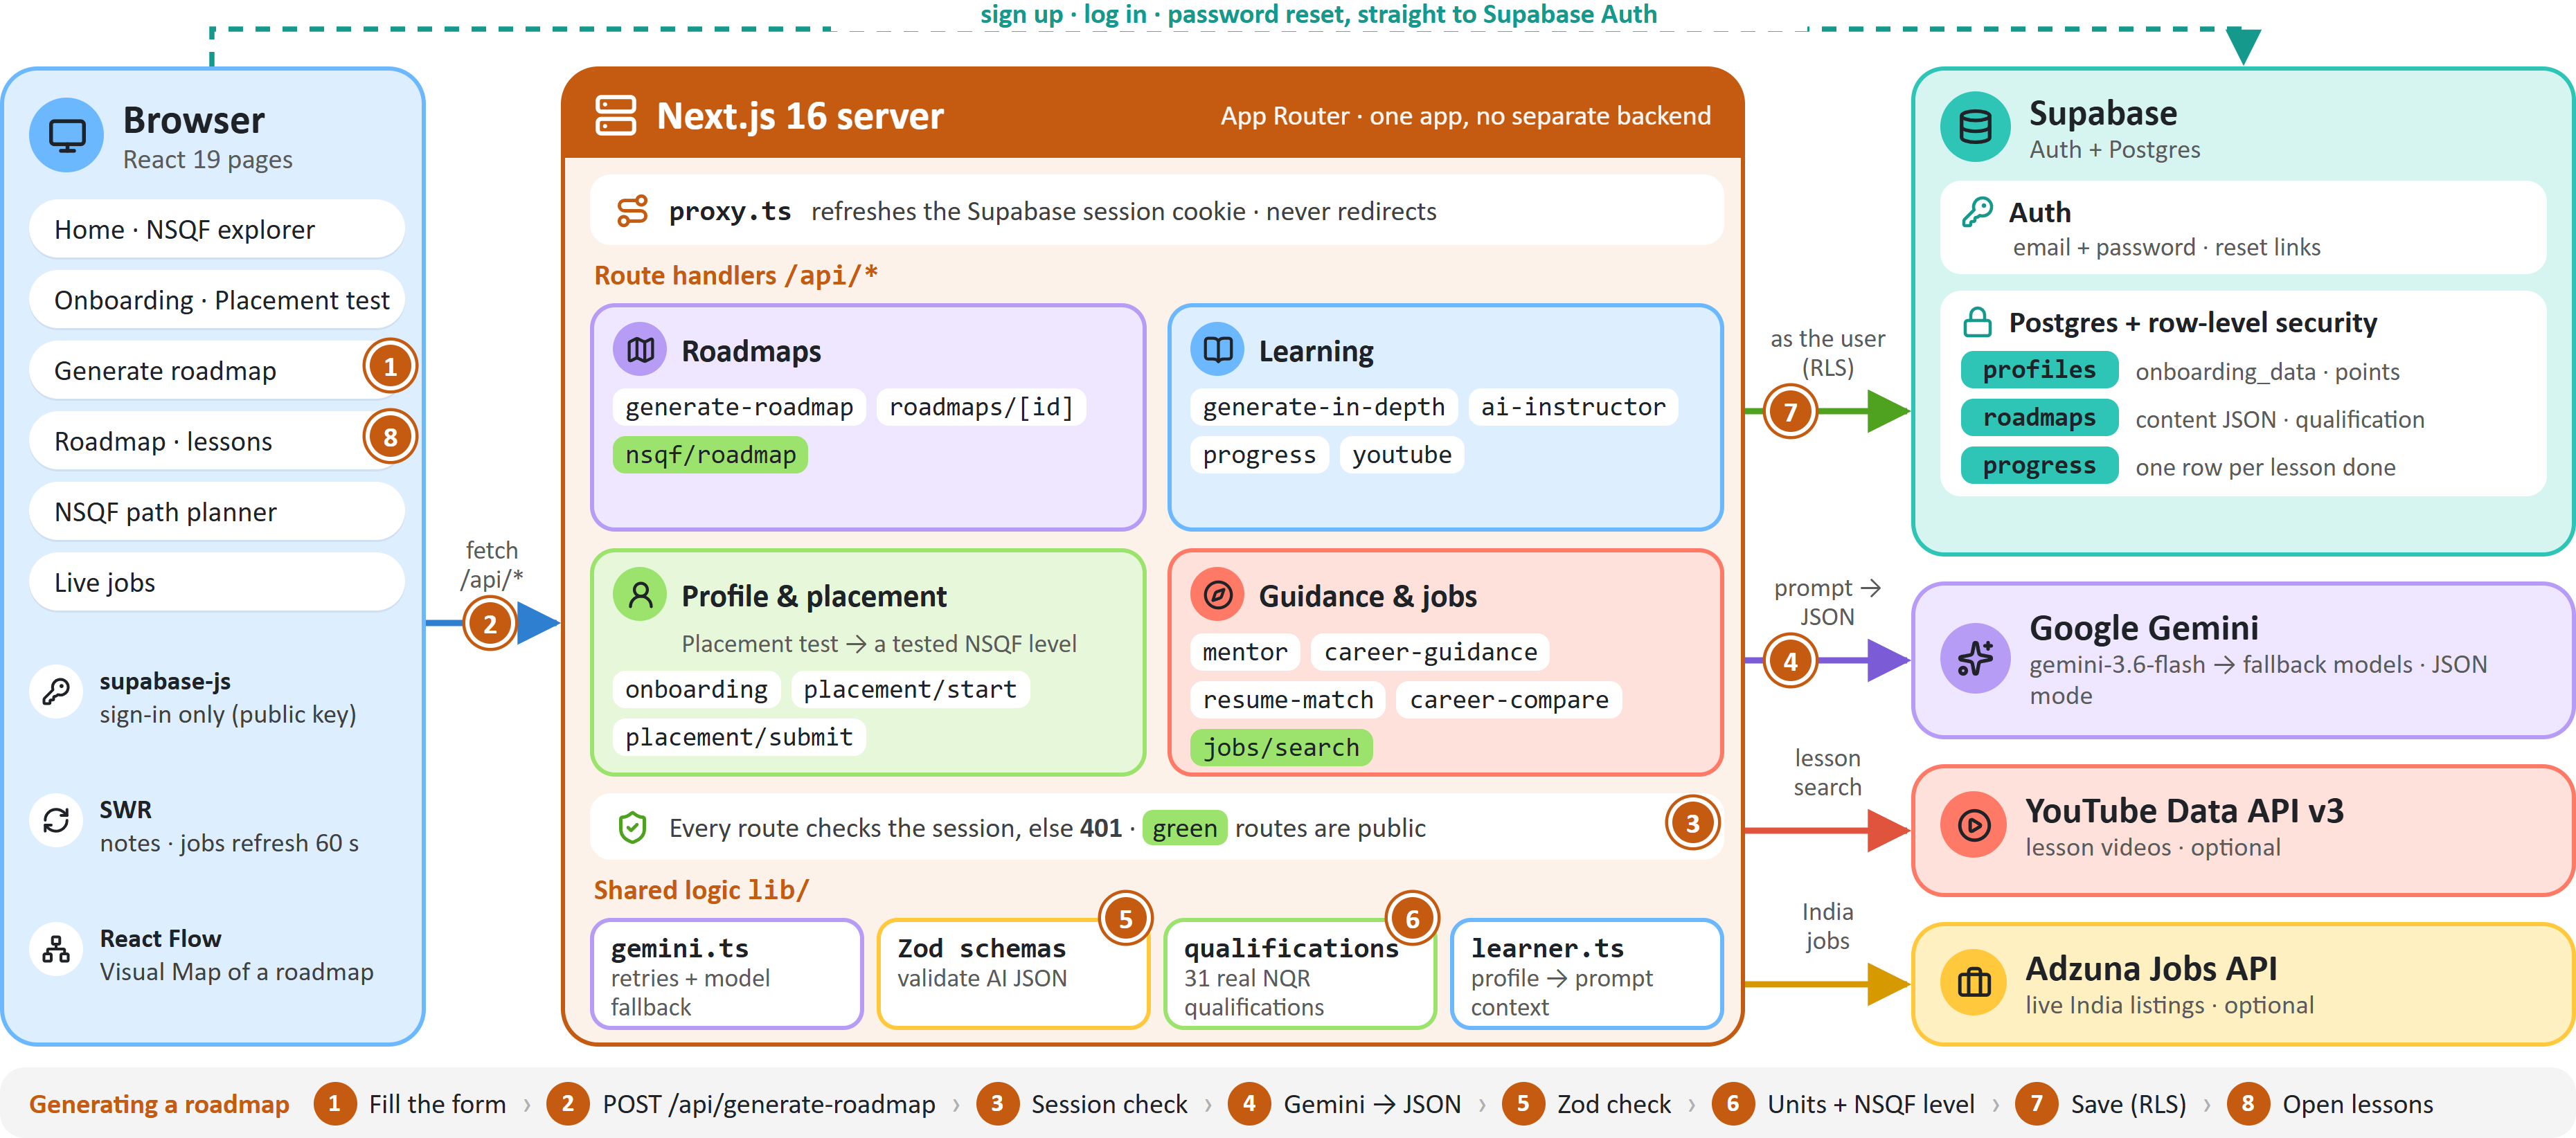 sign up · log in · password reset, straight to Supabase Auth
Browser
React 19 pages
Home · NSQF explorer
Onboarding · Placement test
Generate roadmap
1
Roadmap · lessons
8
NSQF path planner
Live jobs
supabase-js
sign-in only (public key)
SWR
notes · jobs refresh 60 s
React Flow
Visual Map of a roadmap
fetch
/api/*
2
Next.js 16 server
App Router · one app, no separate backend
proxy.ts refreshes the Supabase session cookie · never redirects
Route handlers /api/*
Roadmaps
generate-roadmap roadmaps/[id]
nsqf/roadmap
Learning
generate-in-depth ai-instructor
progress youtube
Profile & placement
Placement test → a tested NSQF level
onboarding placement/start
placement/submit
Guidance & jobs
mentor career-guidance
resume-match career-compare
jobs/search
Every route checks the session, else 401 · green routes are public
3
Shared logic lib/
gemini.ts
retries + model
fallback
5
Zod schemas
validate AI JSON
6
qualifications
31 real NQR
qualifications
learner.ts
profile → prompt
context
as the user
(RLS)
7
prompt →
JSON
4
lesson
search
India
jobs
Supabase
Auth + Postgres
Auth
email + password · reset links
Postgres + row-level security
profiles onboarding_data · points
roadmaps content JSON · qualification
progress one row per lesson done
Google Gemini
gemini-3.6-flash → fallback models · JSON
mode
YouTube Data API v3
lesson videos · optional
Adzuna Jobs API
live India listings · optional
Generating a roadmap 1 Fill the form › 2 POST /api/generate-roadmap › 3 Session check › 4 Gemini → JSON › 5 Zod check › 6 Units + NSQF level › 7 Save (RLS) › 8 Open lessons